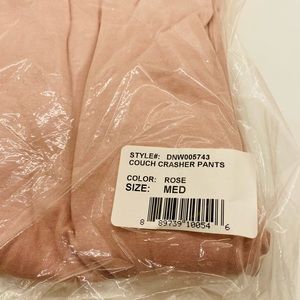 STYLE#: DNW005743
COUCH CRASHER PANTS
COLOR: ROSE
SIZE: MED
8 89739 10054 6